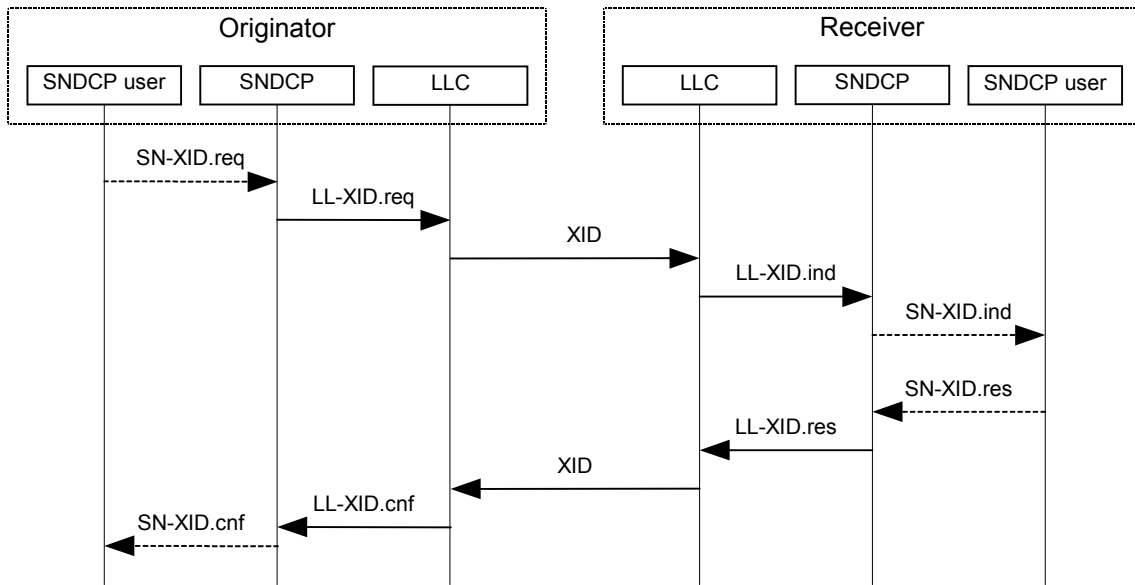 Originator
Receiver
SNDCP user
SNDCP
LLC
LLC
SNDCP
SNDCP user
SN-XID.req
LL-XID.req
XID
LL-XID.ind
SN-XID.ind
SN-XID.res
LL-XID.res
XID
LL-XID.cnf
SN-XID.cnf